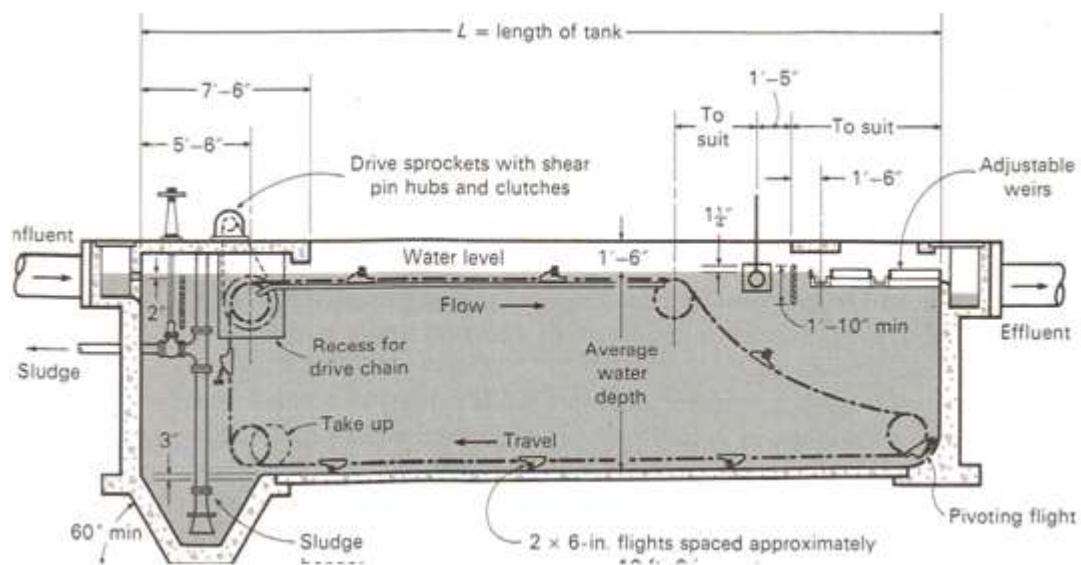 L = length of tank
1'–5"
7'–6"
To
suit
To suit
5'–6"
Adjustable
weirs
Drive sprockets with shear
pin hubs and clutches
1'–6"
1½"
nfluent
Water level
1'–6"
Flow
2"
1'–10" min
Effluent
Recess for
drive chain
Average
water
depth
Sludge
Take up
Travel
3"
Pivoting flight
60° min
Sludge
2 × 6-in. flights spaced approximately